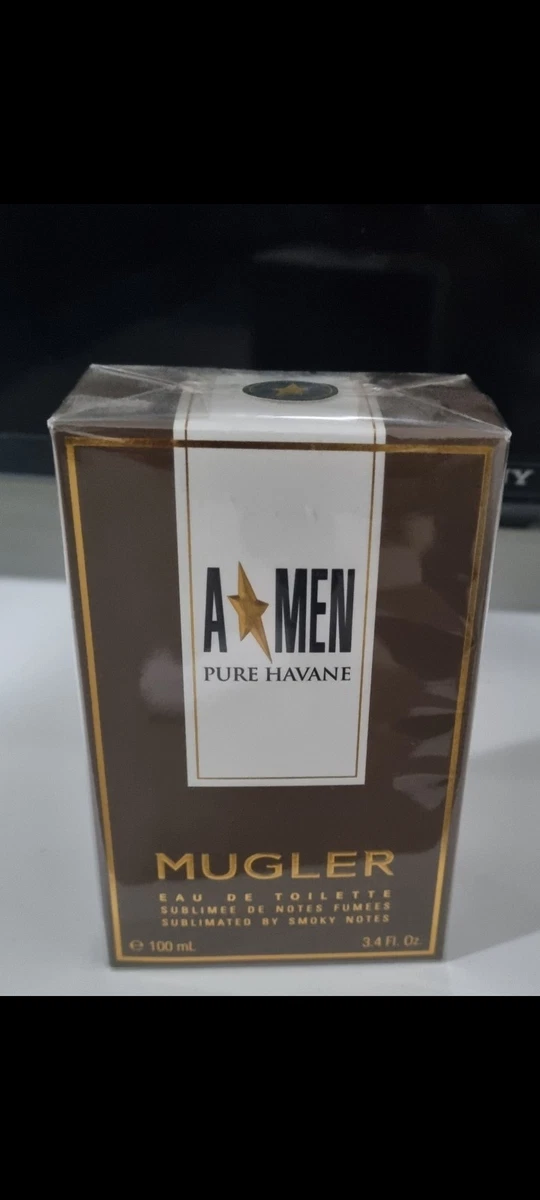 A MEN
PURE HAVANE
MUGLER
EAU DE TOILETTE
SUBLIMEE DE NOTES FUMEES
SUBLIMATED BY SMOKY NOTES
℮ 100 mL 3.4 Fl. Oz.